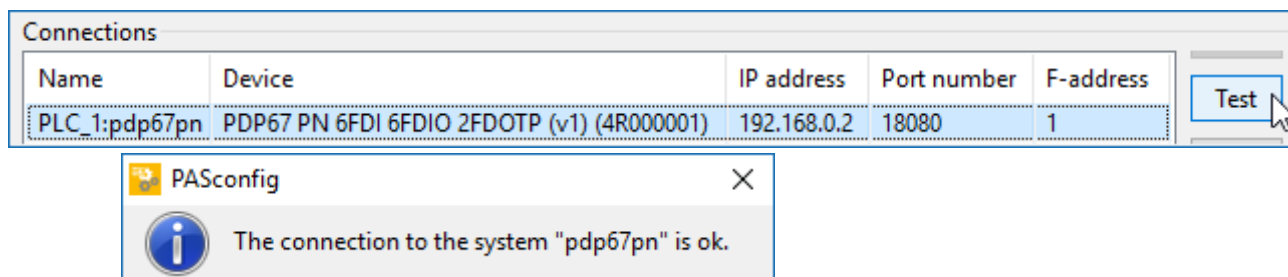 Connections
Name Device IP address Port number F-address
Test
PLC_1:pdp67pn PDP67 PN 6FDI 6FDIO 2FDOTP (v1) (4R000001) 192.168.0.2 18080 1
PASconfig
The connection to the system "pdp67pn" is ok.